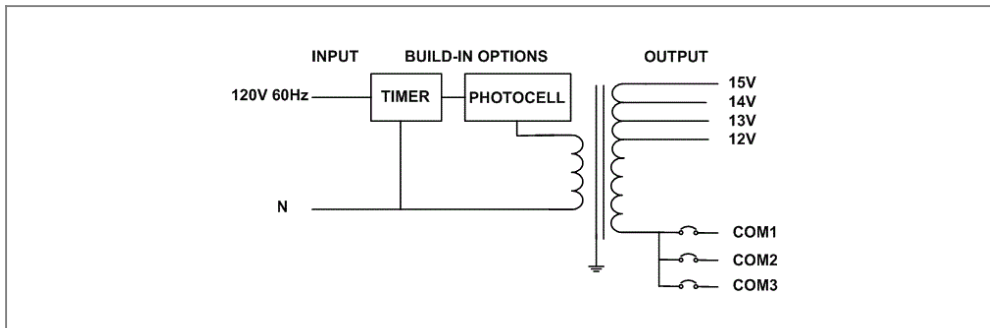 INPUT
BUILD-IN OPTIONS
OUTPUT
120V 60Hz
TIMER
PHOTOCELL
15V
14V
13V
12V
N
COM1
COM2
COM3